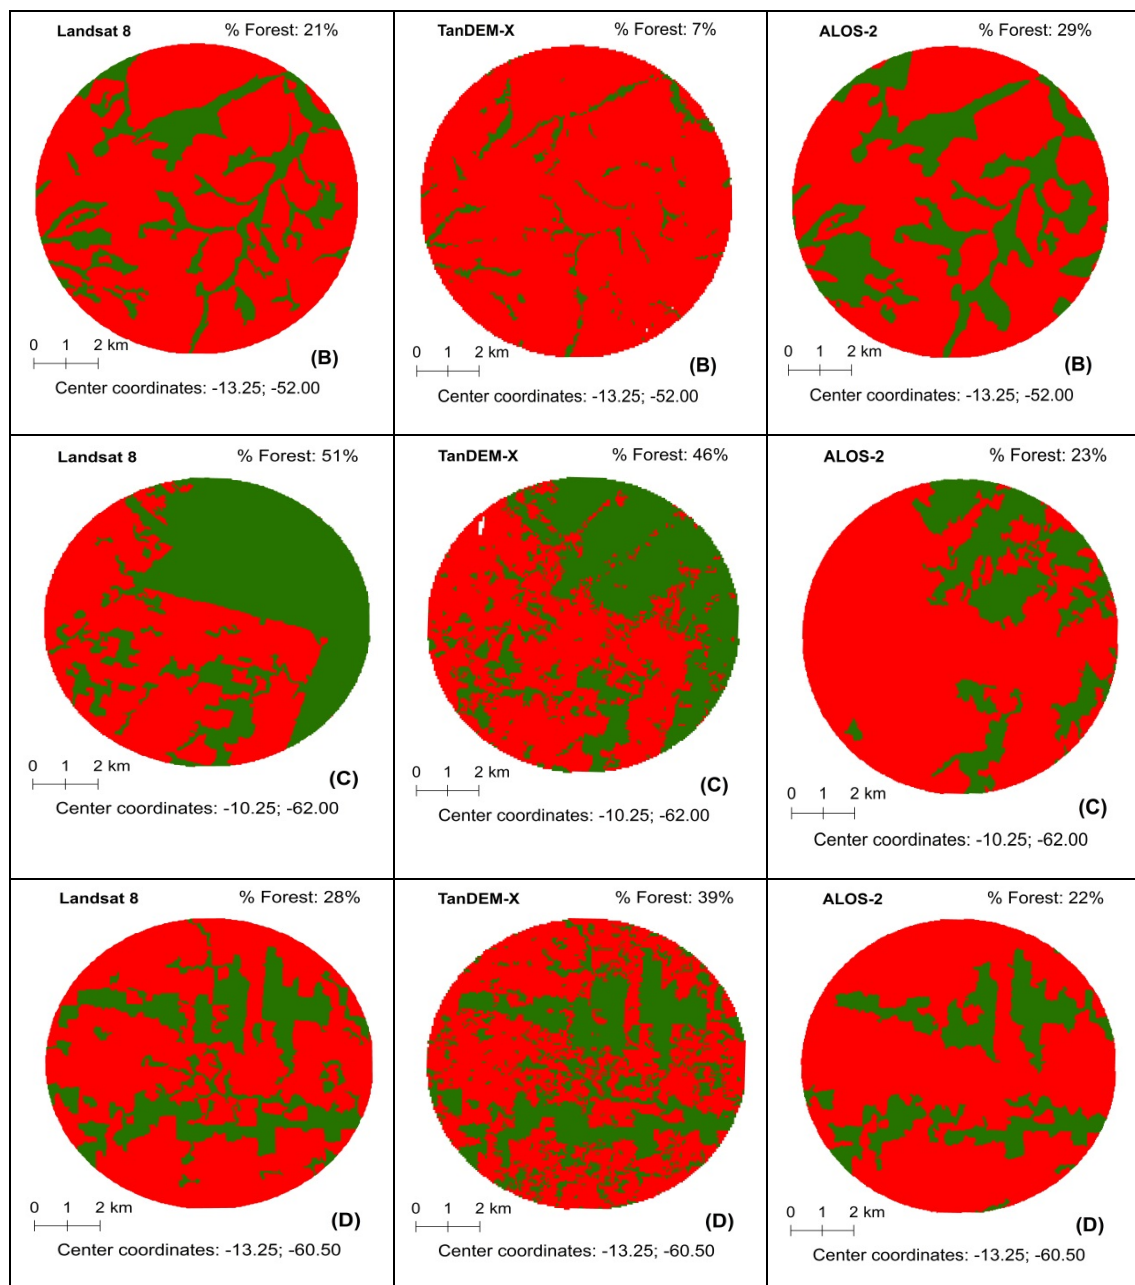 Landsat 8 % Forest: 21%
0 1 2 km
(B)
Center coordinates: -13.25; -52.00
TanDEM-X % Forest: 7%
0 1 2 km
(B)
Center coordinates: -13.25; -52.00
ALOS-2 % Forest: 29%
0 1 2 km
(B)
Center coordinates: -13.25; -52.00
Landsat 8 % Forest: 51%
0 1 2 km
(C)
Center coordinates: -10.25; -62.00
TanDEM-X % Forest: 46%
0 1 2 km
(C)
Center coordinates: -10.25; -62.00
ALOS-2 % Forest: 23%
0 1 2 km
(C)
Center coordinates: -10.25; -62.00
Landsat 8 % Forest: 28%
0 1 2 km
(D)
Center coordinates: -13.25; -60.50
TanDEM-X % Forest: 39%
0 1 2 km
(D)
Center coordinates: -13.25; -60.50
ALOS-2 % Forest: 22%
0 1 2 km
(D)
Center coordinates: -13.25; -60.50